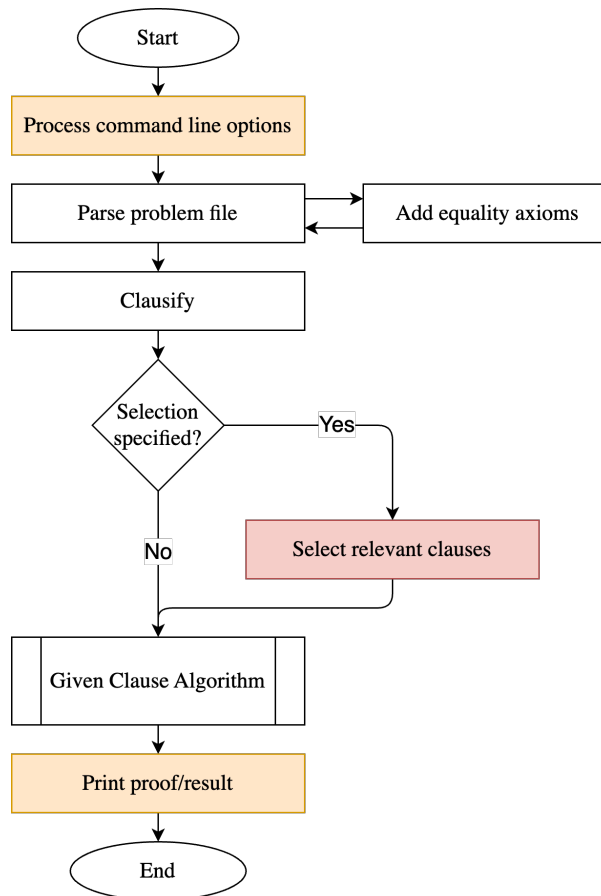 Start
Process command line options
Parse problem file
Add equality axioms
Clausify
Selection
specified?
Yes
Select relevant clauses
No
Given Clause Algorithm
Print proof/result
End